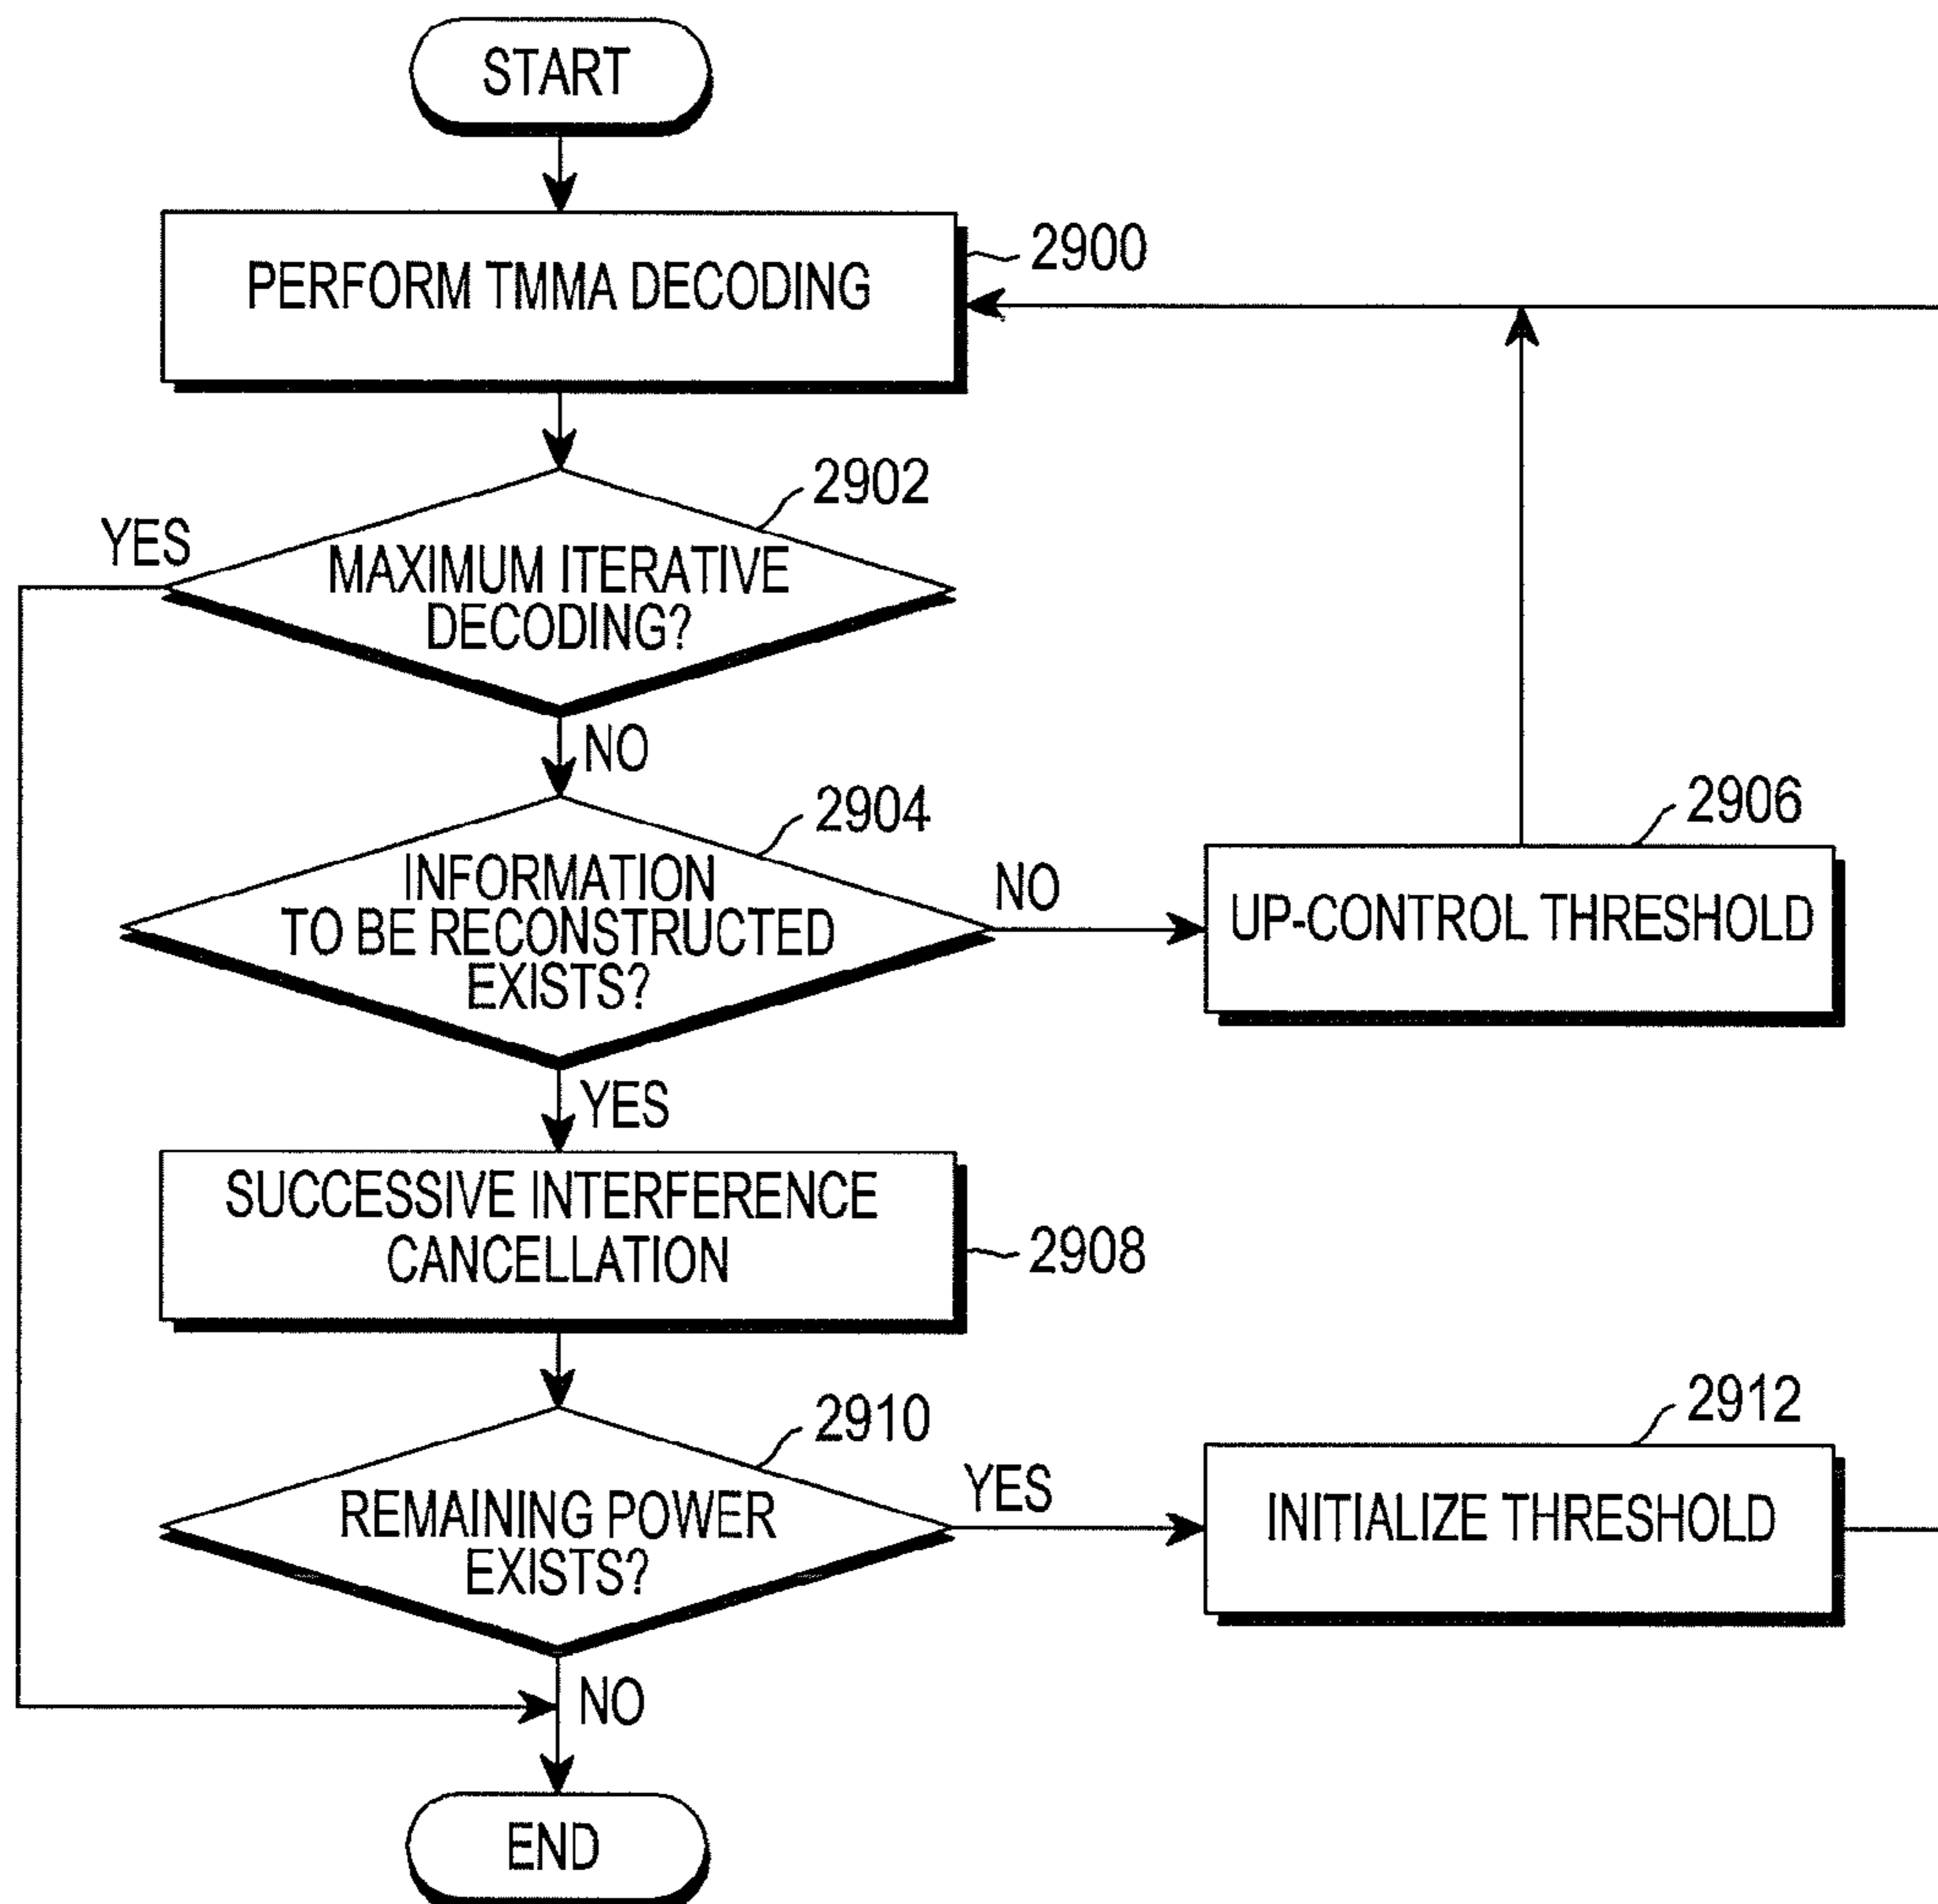 START
PERFORM TMMA DECODING
2900
2902
YES
MAXIMUM ITERATIVE
DECODING?
NO
2904
INFORMATION
TO BE RECONSTRUCTED
EXISTS?
NO
2906
UP-CONTROL THRESHOLD
YES
SUCCESSIVE INTERFERENCE
CANCELLATION
2908
2910
REMAINING POWER
EXISTS?
YES
2912
INITIALIZE THRESHOLD
NO
END